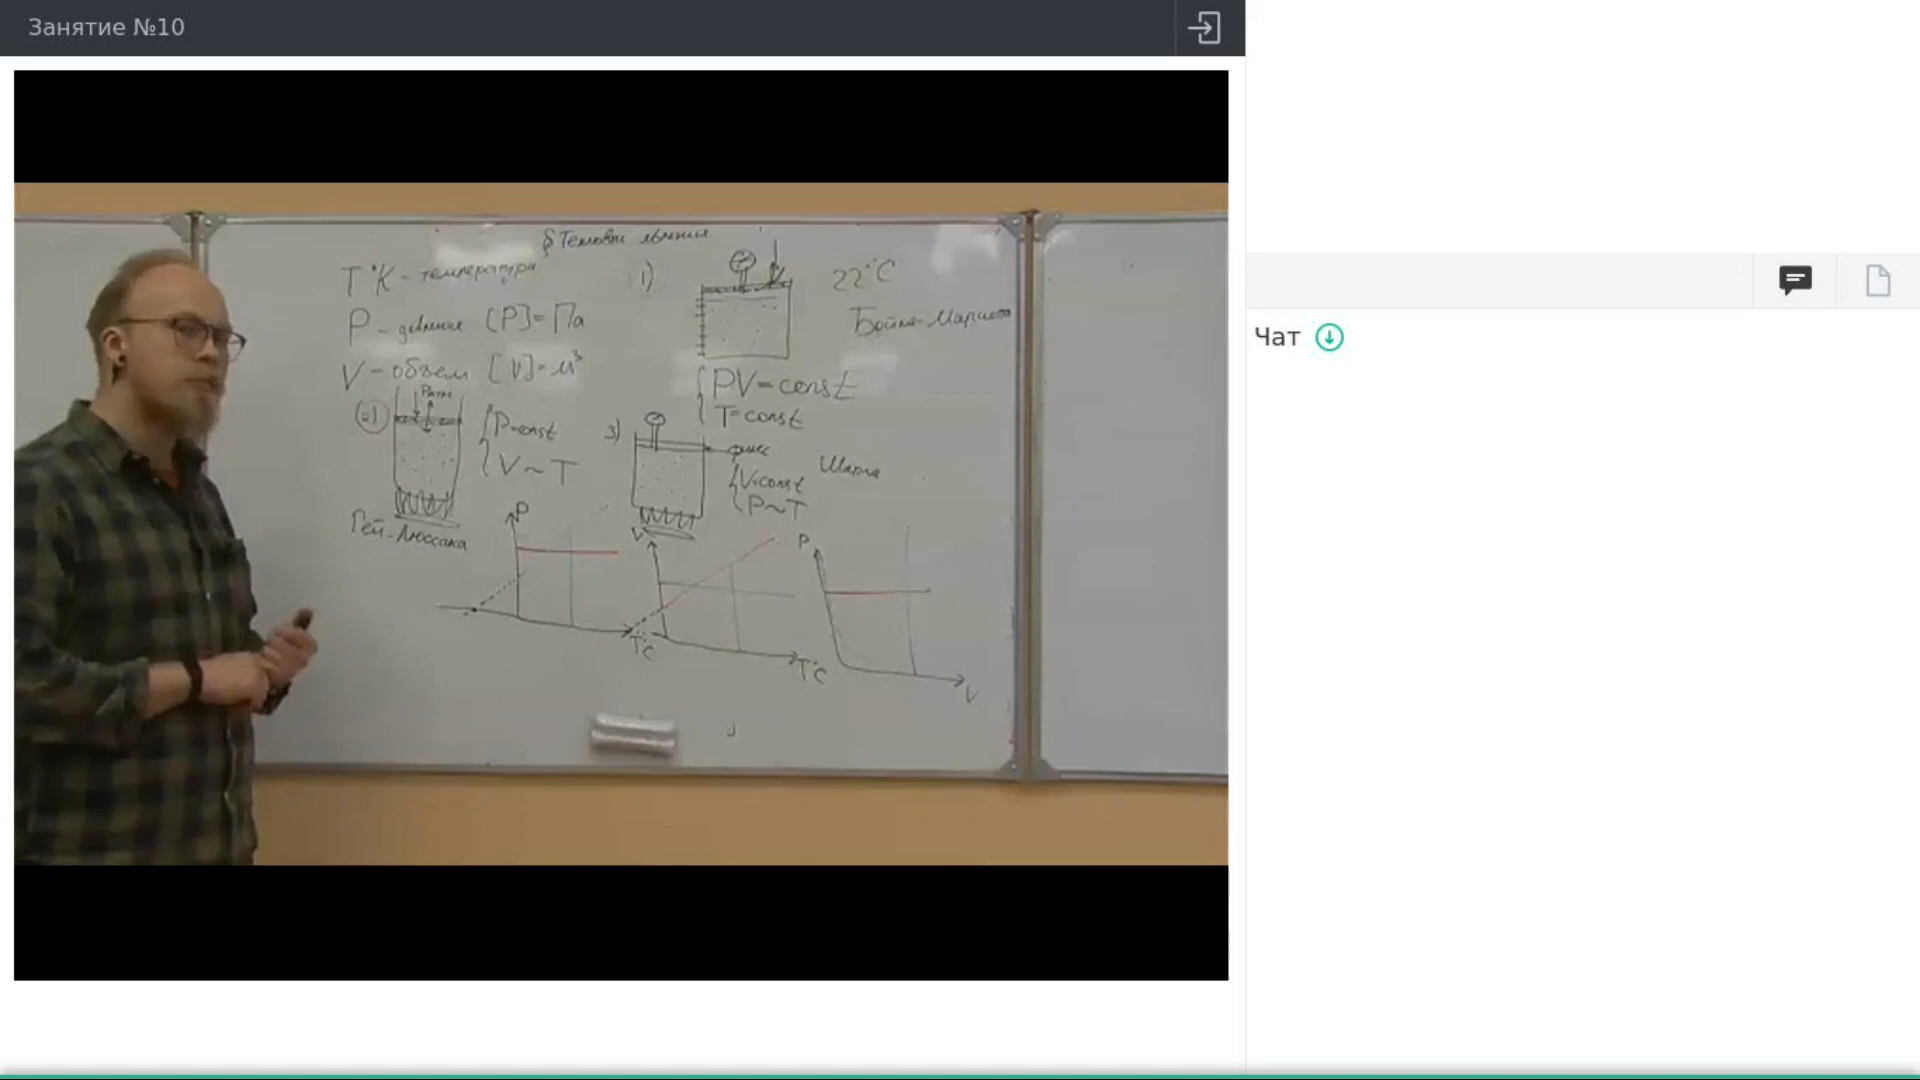 Занятие №10
§ Тепловые явления
T °K - температура
P - давление [P] = Па
V - объем [V] = м³
1)
22°C
Бойля-Мариотта
{ PV = const
T = const
2)
Pатм
{ P = const
V ~ T
Гей-Люссака
3)
фикс
{ V = const
P ~ T
Шарля
P
T°C
V
T°C
P
V
Чат